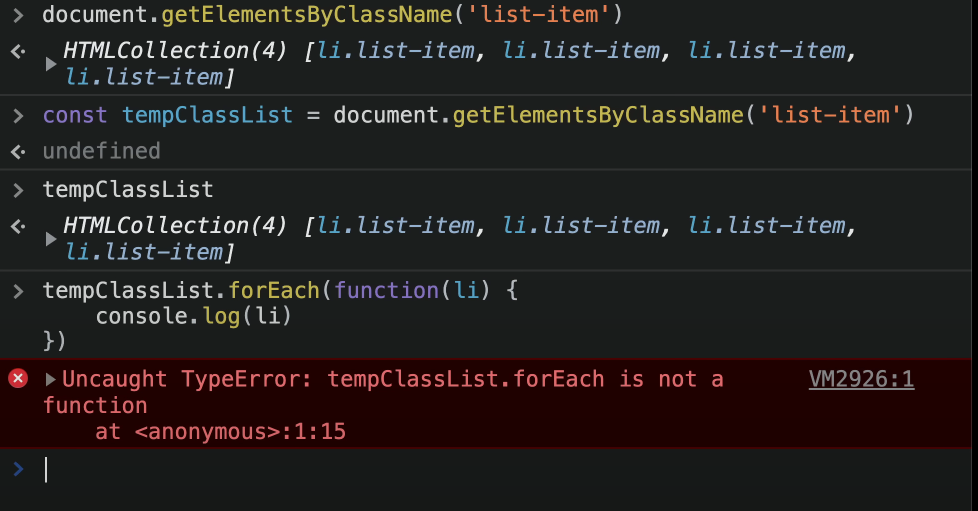 > document.getElementsByClassName('list-item')
HTMLCollection(4) [li.list-item, li.list-item, li.list-item,
li.list-item]
> const tempClassList = document.getElementsByClassName('list-item')
undefined
> tempClassList
HTMLCollection(4) [li.list-item, li.list-item, li.list-item,
li.list-item]
> tempClassList.forEach(function(li) {
console.log(li)
})
Uncaught TypeError: tempClassList.forEach is not a VM2926:1
function
at <anonymous>:1:15
>